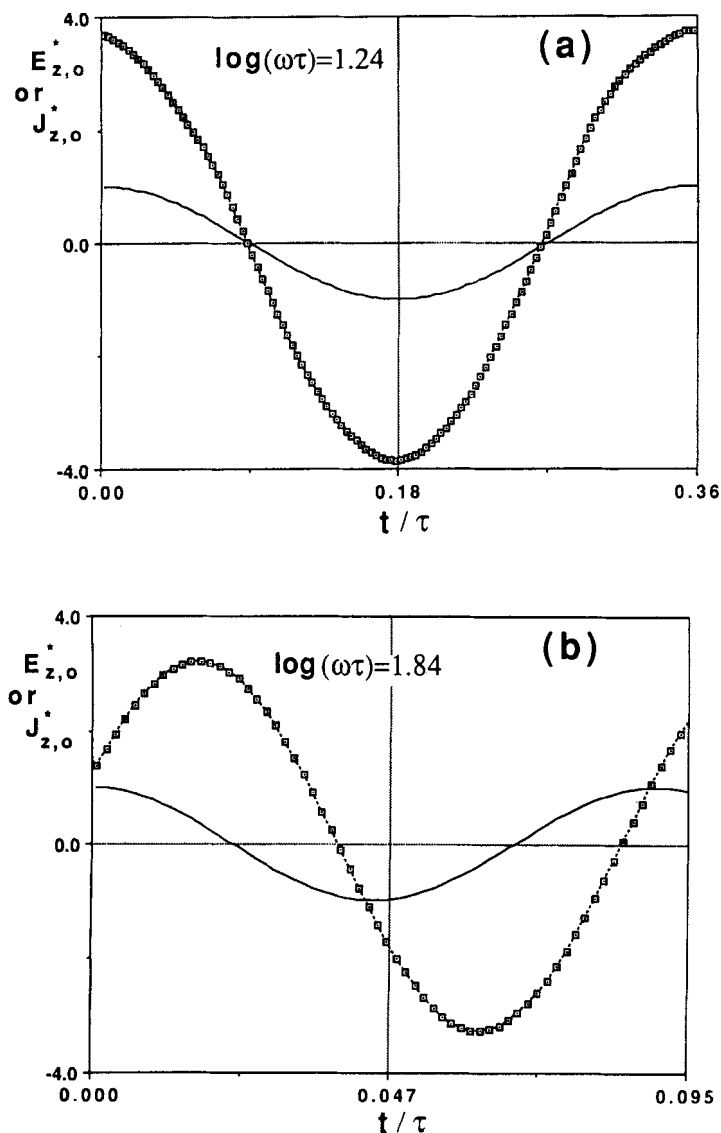 4.0
E*z,o
or
J*z,o
log(ωτ)=1.24
(a)
0.0
-4.0
0.00
0.18
0.36
t/τ
4.0
E*z,o
or
J*z,o
log(ωτ)=1.84
(b)
0.0
-4.0
0.000
0.047
0.095
t/τ